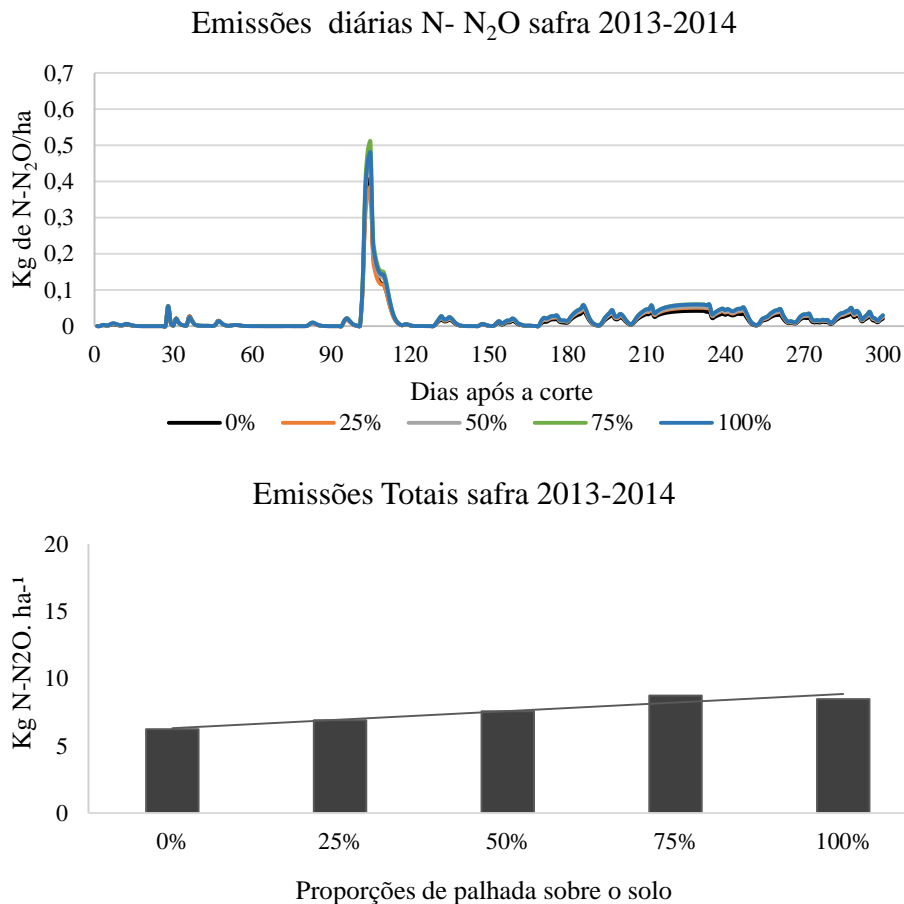 Emissões diárias N- N₂O safra 2013-2014
Kg de N-N₂O/ha
0,7
0,6
0,5
0,4
0,3
0,2
0,1
0
0 30 60 90 120 150 180 210 240 270 300
Dias após a corte
0% 25% 50% 75% 100%
Emissões Totais safra 2013-2014
Kg N-N2O. ha-¹
20
15
10
5
0
0% 25% 50% 75% 100%
Proporções de palhada sobre o solo